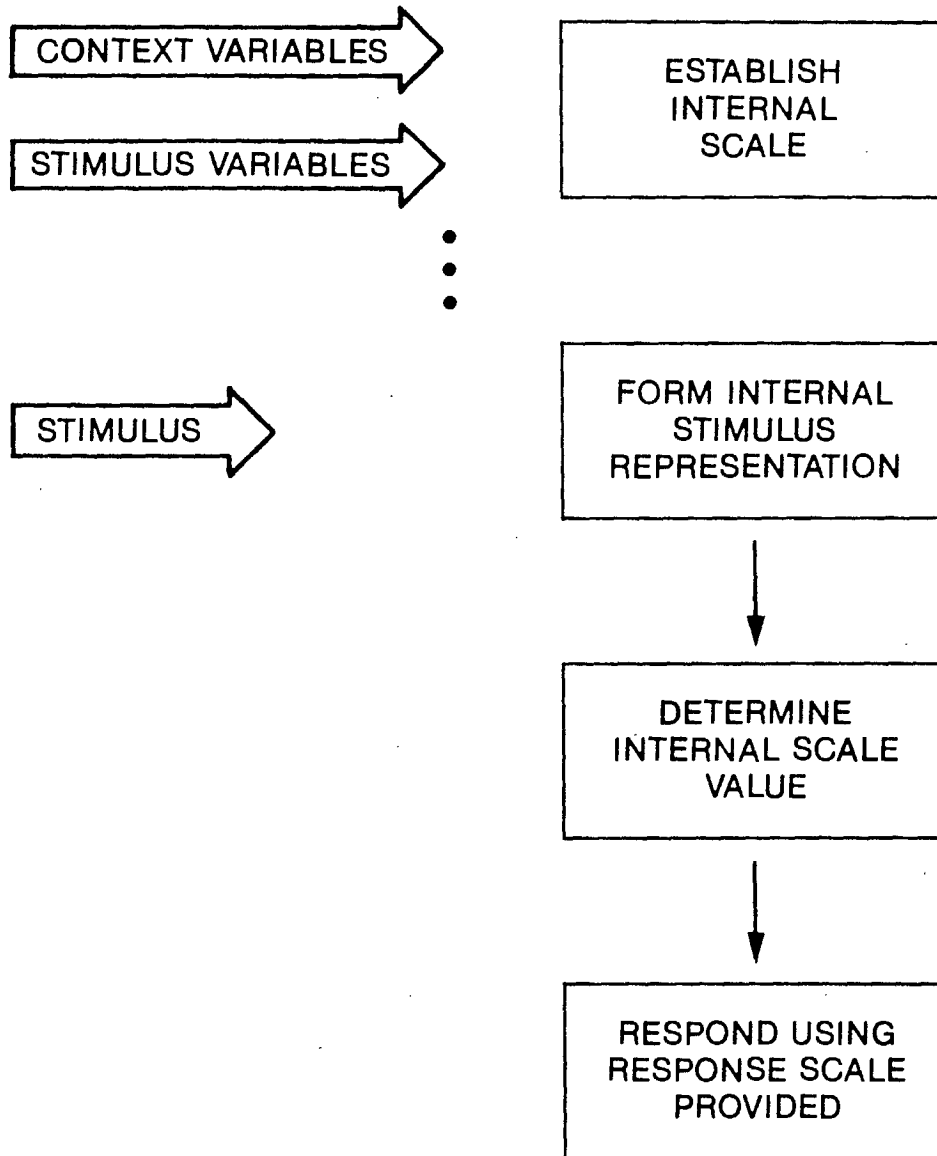 CONTEXT VARIABLES
STIMULUS VARIABLES
ESTABLISH
INTERNAL
SCALE
STIMULUS
FORM INTERNAL
STIMULUS
REPRESENTATION
DETERMINE
INTERNAL SCALE
VALUE
RESPOND USING
RESPONSE SCALE
PROVIDED